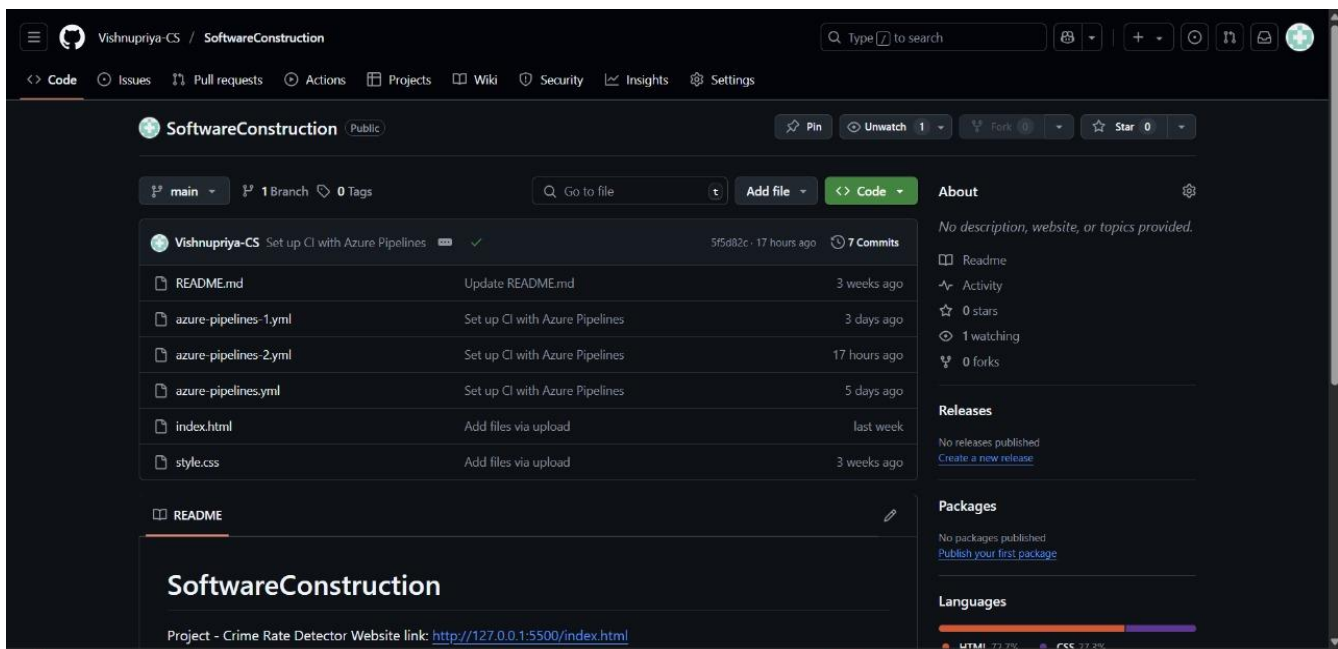 Vishnupriya-CS / SoftwareConstruction
Type / to search
Code Issues Pull requests Actions Projects Wiki Security Insights Settings
SoftwareConstruction Public
Pin Unwatch 1 Fork 0 Star 0
main 1 Branch 0 Tags
Go to file t Add file Code
Vishnupriya-CS Set up CI with Azure Pipelines 5f5d82c · 17 hours ago 7 Commits
README.md Update README.md 3 weeks ago
azure-pipelines-1.yml Set up CI with Azure Pipelines 3 days ago
azure-pipelines-2.yml Set up CI with Azure Pipelines 17 hours ago
azure-pipelines.yml Set up CI with Azure Pipelines 5 days ago
index.html Add files via upload last week
style.css Add files via upload 3 weeks ago
README
SoftwareConstruction
Project - Crime Rate Detector Website link: http://127.0.0.1:5500/index.html
About
No description, website, or topics provided.
Readme
Activity
0 stars
1 watching
0 forks
Releases
No releases published
Create a new release
Packages
No packages published
Publish your first package
Languages
HTML 72.7% CSS 27.3%